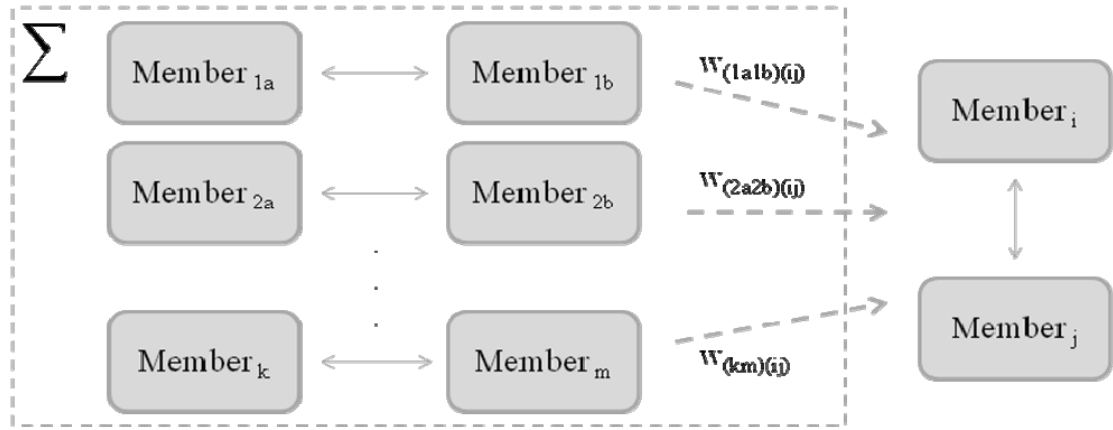 ∑
Member 1a
Member 1b
W(1a1b)(ij)
Member i
Member 2a
Member 2b
W(2a2b)(ij)
.
.
.
Member k
Member m
W(km)(ij)
Member j